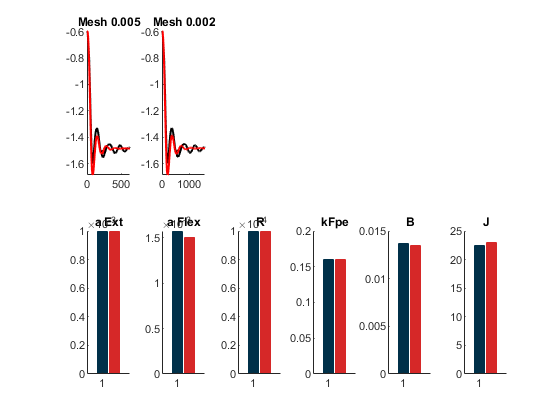 Mesh 0.005 Mesh 0.002
-0.6 -0.6
-0.8 -0.8
-1 -1
-1.2 -1.2
-1.4 -1.4
-1.6 -1.6
0 500 0 1000
a Ext a Flex R kFpe B J
1 1.5 1 0.2 0.015 25
0.8 1 0.8 0.15 0.01 20
0.6 0.5 0.6 0.1 0.005 15
0.4 0 0.4 0.05 0 10
0.2 0.2 0 5
0 0 0
1 1 1 1 1 1